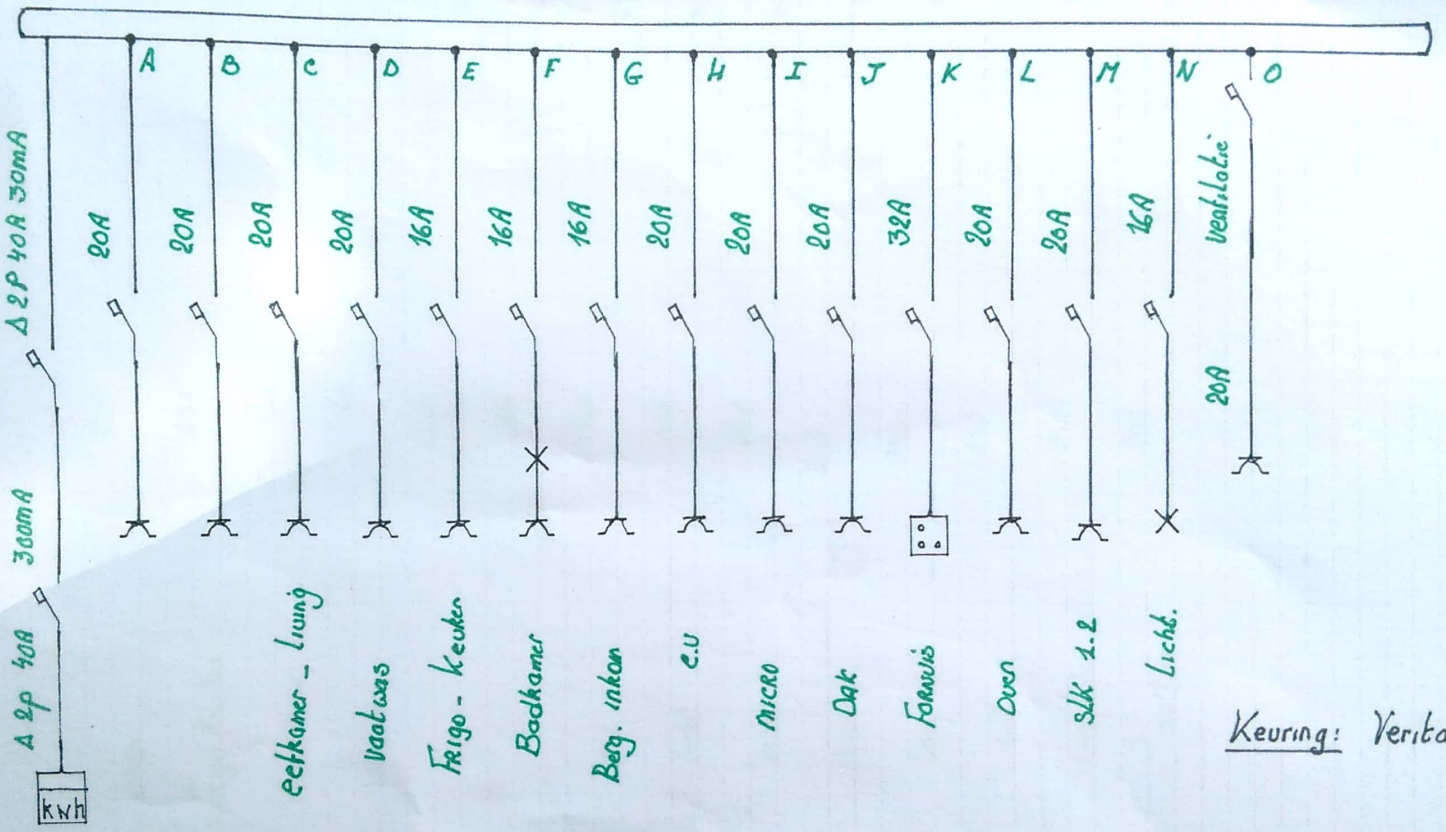 A B C D E F G H I J K L M N O
Δ 2P 40A 30mA
20A
20A
20A
20A
16A
16A
16A
20A
20A
20A
32A
20A
20A
16A
Ventilatie
20A
Δ 2p 40A 300mA
eetkamer - living
Vaatwas
Frigo - Keuken
Badkamer
Berg. inkom
C.V
MICRO
Dak
FORNUIS
Oven
SLK 1.2
Licht.
kwh
Keuring: